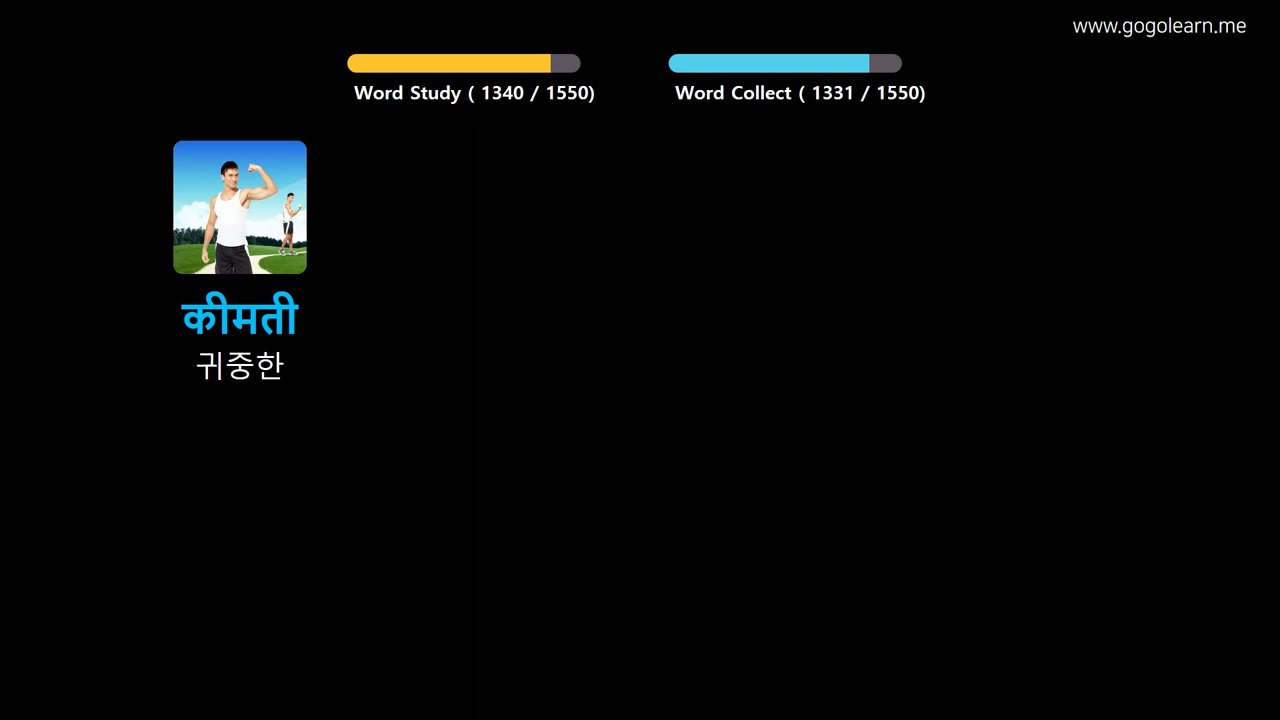 www.gogolearn.me
Word Study ( 1340 / 1550)
Word Collect ( 1331 / 1550)
कीमती
귀중한